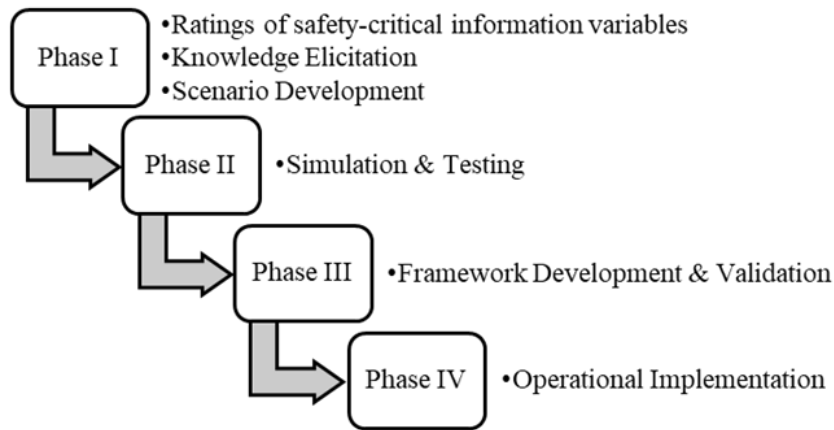 Phase I
•Ratings of safety-critical information variables
•Knowledge Elicitation
•Scenario Development
Phase II
•Simulation & Testing
Phase III
•Framework Development & Validation
Phase IV
•Operational Implementation